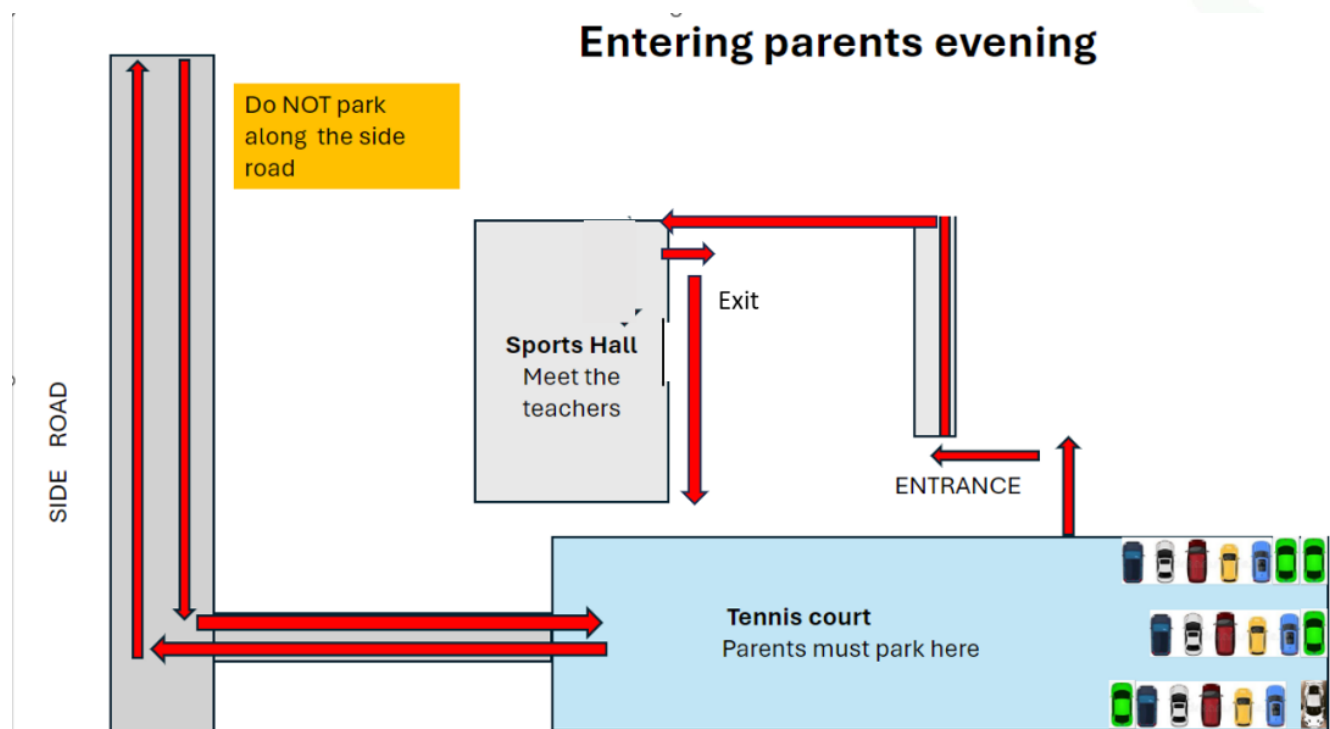 Entering parents evening
Do NOT park
along the side
road
Exit
Sports Hall
Meet the
teachers
SIDE ROAD
ENTRANCE
Tennis court
Parents must park here